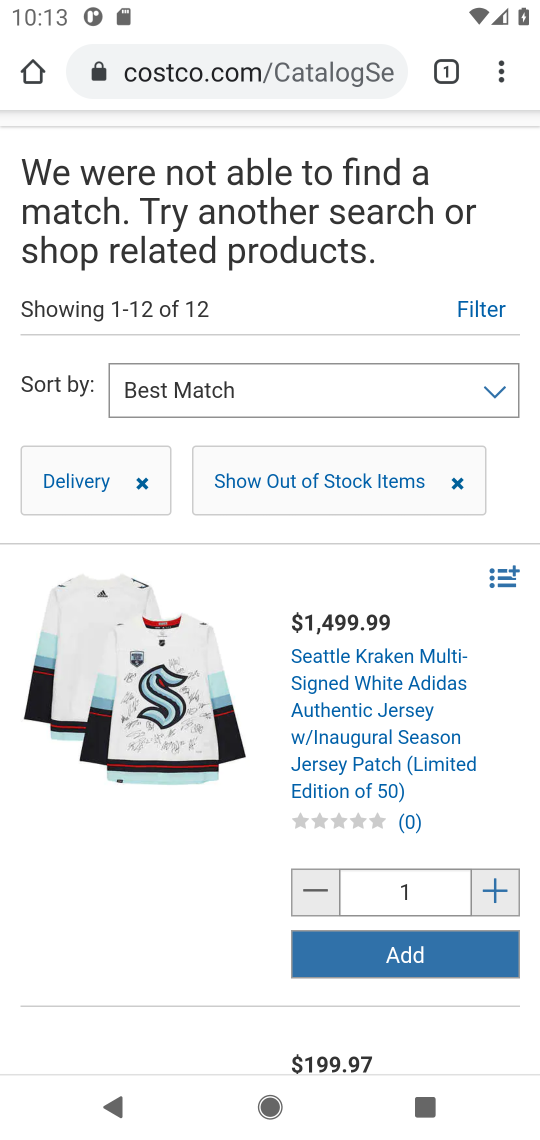 10:13
costco.com/CatalogSe
1
We were not able to find a
match. Try another search or
shop related products.
Showing 1-12 of 12
Filter
Sort by:
Best Match
Delivery ×
Show Out of Stock Items ×
$1,499.99
Seattle Kraken Multi-
Signed White Adidas
Authentic Jersey
w/Inaugural Season
Jersey Patch (Limited
Edition of 50)
(0)
1
Add
$199.97